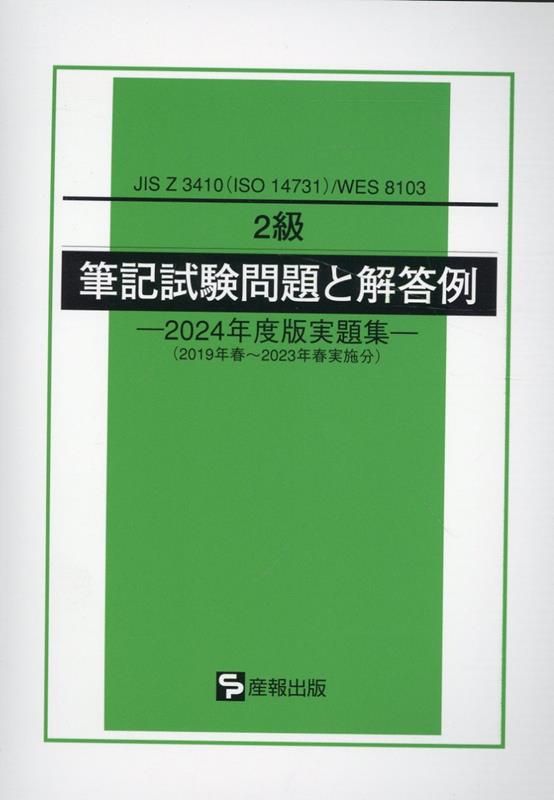 JIS Z 3410（ISO 14731）/WES 8103
2級
筆記試験問題と解答例
―2024年度版実題集―
（2019年春～2023年春実施分）
SP 産報出版